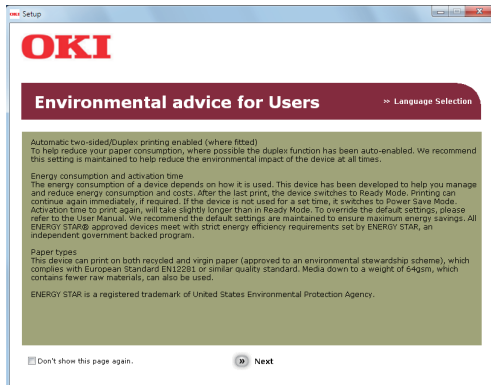 OKI Setup
OKI
Environmental advice for Users
» Language Selection
Automatic two-sided/Duplex printing enabled (where fitted)
To help reduce your paper consumption, where possible the duplex function has been auto-enabled. We recommend
this setting is maintained to help reduce the environmental impact of the device at all times.
Energy consumption and activation time
The energy consumption of a device depends on how it is used. This device has been developed to help you manage
and reduce energy consumption and costs. After the last print, the device switches to Ready Mode. Printing can
continue again immediately, if required. If the device is not used for a set time, it switches to Power Save Mode.
Activation time to print again, will take slightly longer than in Ready Mode. To override the default settings, please
refer to the User Manual. We recommend the default settings are maintained to ensure maximum energy savings. All
ENERGY STAR® approved devices meet with strict energy efficiency requirements set by ENERGY STAR, an
independent government backed program.
Paper types
This device can print on both recycled and virgin paper (approved to an environmental stewardship scheme), which
complies with European Standard EN12281 or similar quality standard. Media down to a weight of 64gsm, which
contains fewer raw materials, can also be used.
ENERGY STAR is a registered trademark of United States Environmental Protection Agency.
Don't show this page again.
» Next